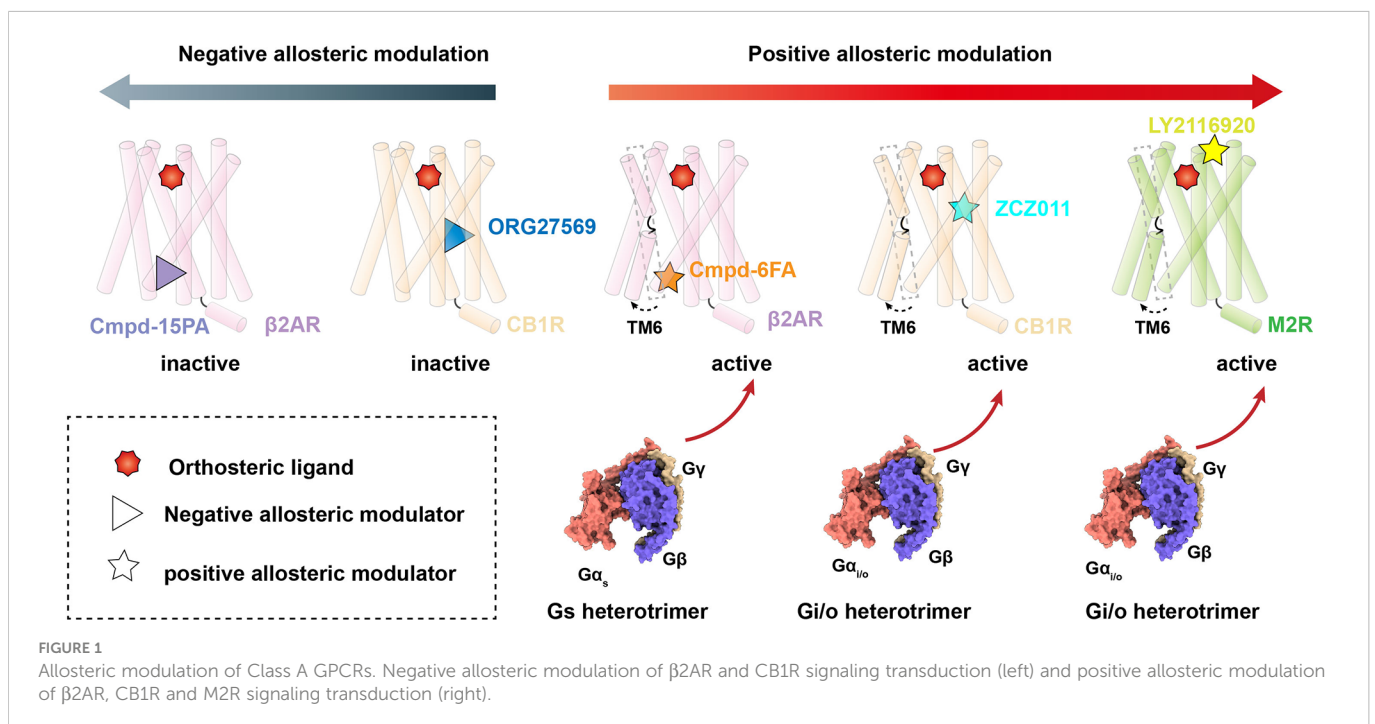 Negative allosteric modulation
Positive allosteric modulation
LY2116920
ORG27569
ZCZ011
Cmpd-6FA
Cmpd-15PA
β2AR
CB1R
TM6
β2AR
TM6
CB1R
TM6
M2R
inactive
inactive
active
active
active
Orthosteric ligand
Negative allosteric modulator
positive allosteric modulator
Gγ
Gβ
Gαs
Gs heterotrimer
Gγ
Gβ
Gαi/o
Gi/o heterotrimer
Gγ
Gβ
Gαi/o
Gi/o heterotrimer
FIGURE 1
Allosteric modulation of Class A GPCRs. Negative allosteric modulation of β2AR and CB1R signaling transduction (left) and positive allosteric modulation
of β2AR, CB1R and M2R signaling transduction (right).